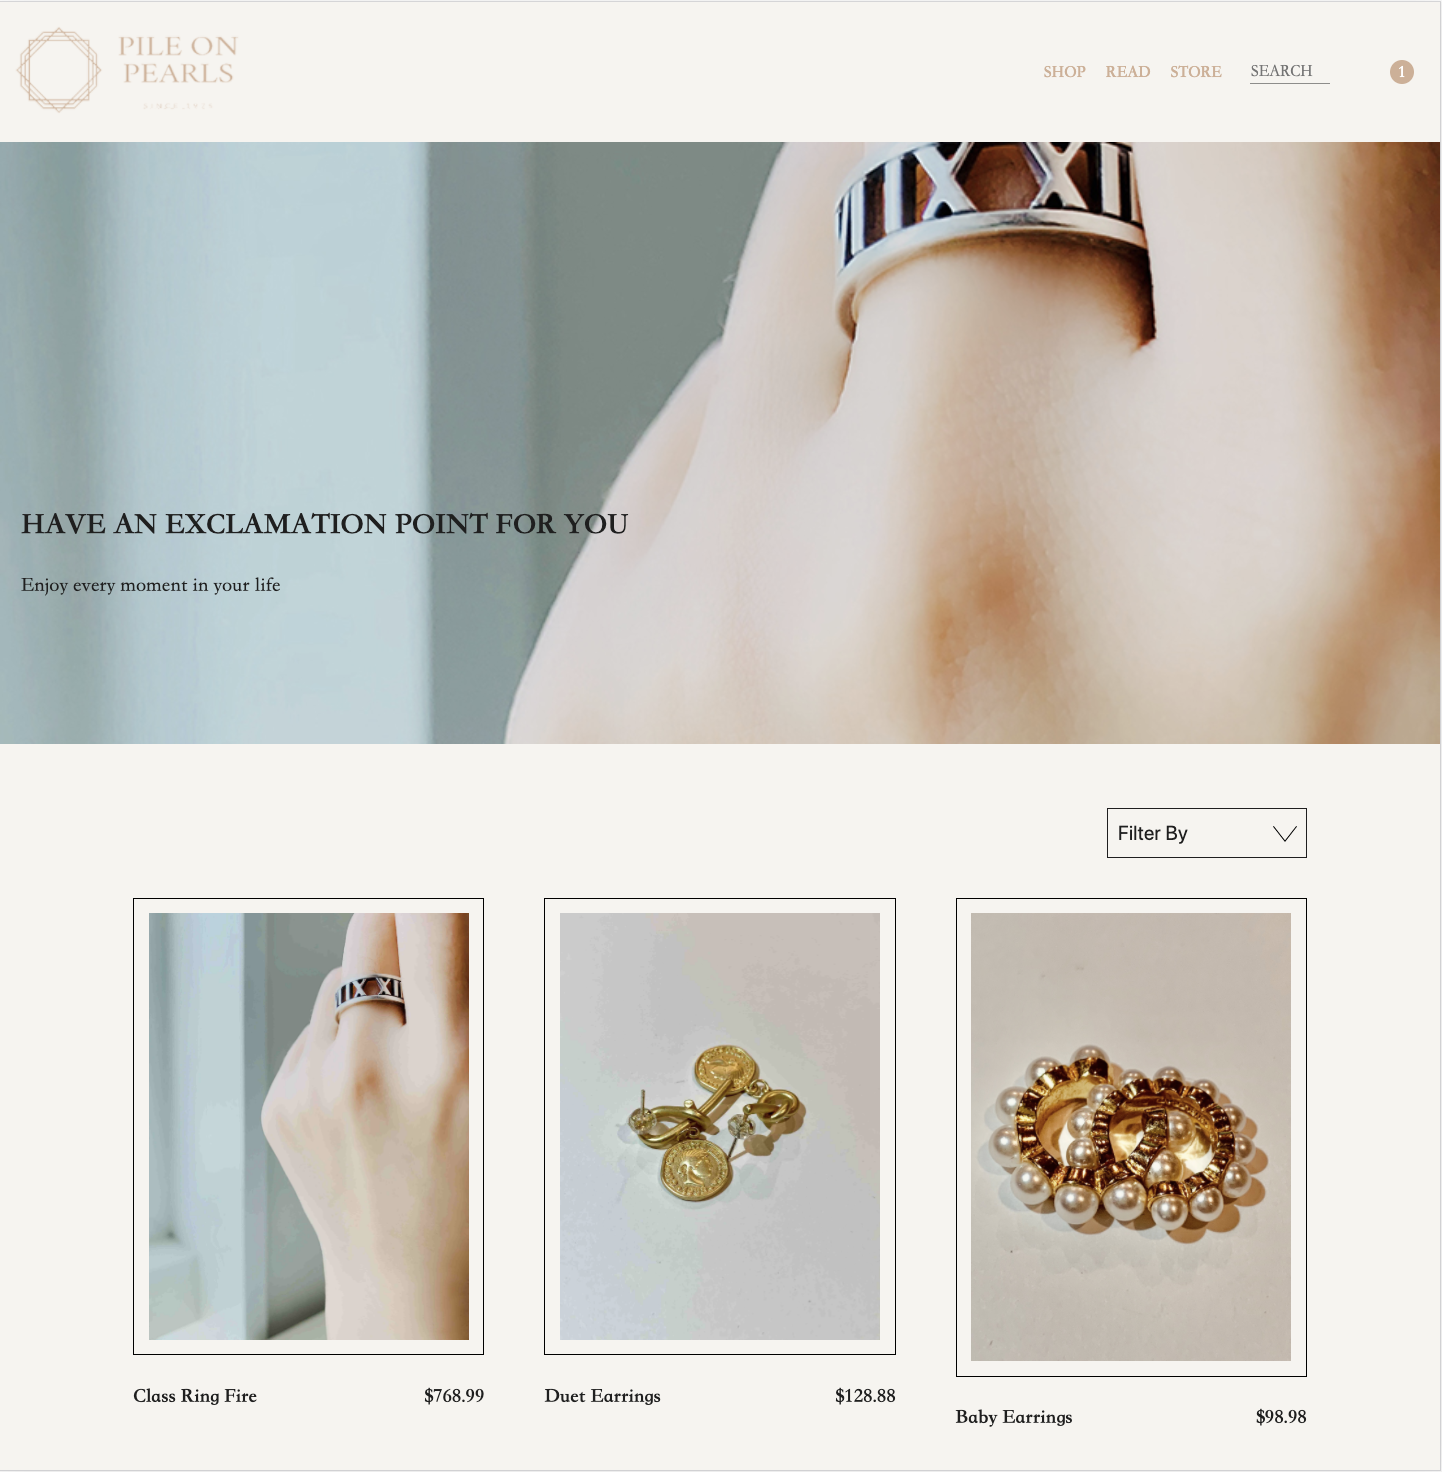 PILE ON
PEARLS
SHOP READ STORE SEARCH 1
HAVE AN EXCLAMATION POINT FOR YOU
Enjoy every moment in your life
Filter By
Class Ring Fire $768.99
Duet Earrings $128.88
Baby Earrings $98.98